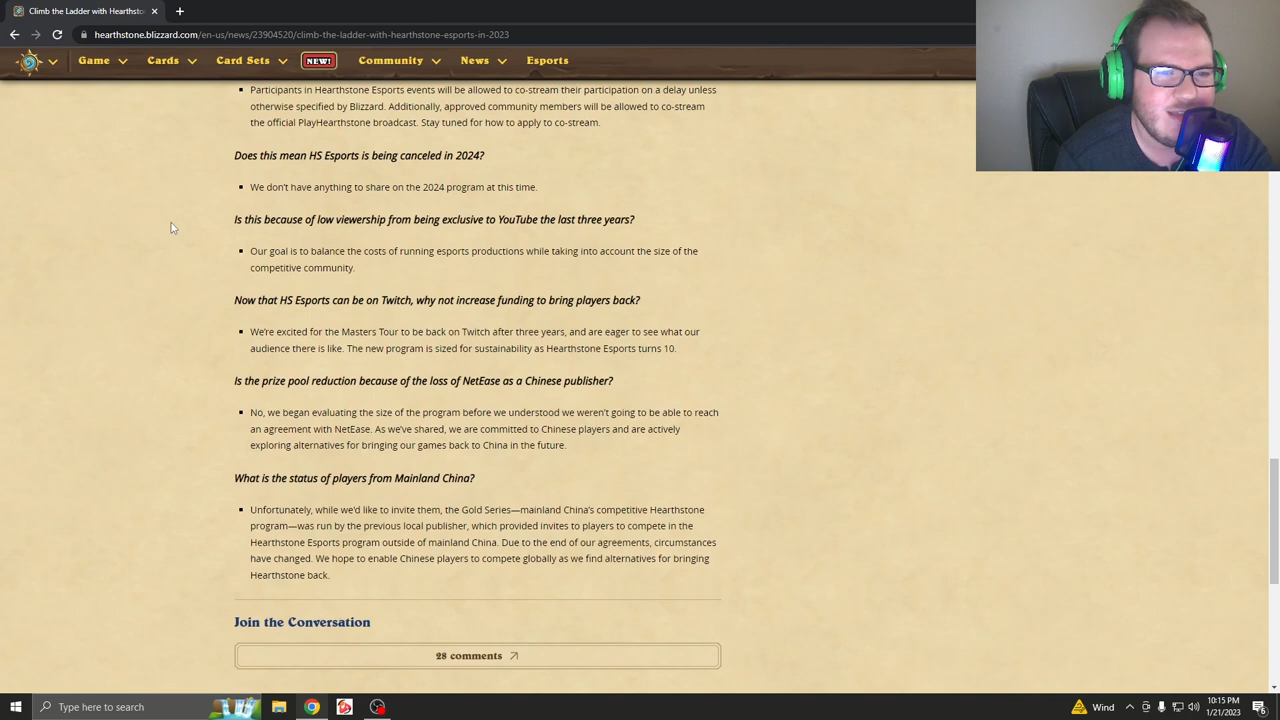 Climb the Ladder with Hearthstone
hearthstone.blizzard.com/en-us/news/23904520/climb-the-ladder-with-hearthstone-esports-in-2023
Game Cards Card Sets NEW! Community News Esports
Participants in Hearthstone Esports events will be allowed to co-stream their participation on a delay unless
otherwise specified by Blizzard. Additionally, approved community members will be allowed to co-stream
the official PlayHearthstone broadcast. Stay tuned for how to apply to co-stream.
Does this mean HS Esports is being canceled in 2024?
We don't have anything to share on the 2024 program at this time.
Is this because of low viewership from being exclusive to YouTube the last three years?
Our goal is to balance the costs of running esports productions while taking into account the size of the
competitive community.
Now that HS Esports can be on Twitch, why not increase funding to bring players back?
We're excited for the Masters Tour to be back on Twitch after three years, and are eager to see what our
audience there is like. The new program is sized for sustainability as Hearthstone Esports turns 10.
Is the prize pool reduction because of the loss of NetEase as a Chinese publisher?
No, we began evaluating the size of the program before we understood we weren't going to be able to reach
an agreement with NetEase. As we've shared, we are committed to Chinese players and are actively
exploring alternatives for bringing our games back to China in the future.
What is the status of players from Mainland China?
Unfortunately, while we'd like to invite them, the Gold Series—mainland China's competitive Hearthstone
program—was run by the previous local publisher, which provided invites to players to compete in the
Hearthstone Esports program outside of mainland China. Due to the end of our agreements, circumstances
have changed. We hope to enable Chinese players to compete globally as we find alternatives for bringing
Hearthstone back.
Join the Conversation
28 comments
Type here to search
Wind
10:15 PM
1/21/2023
6